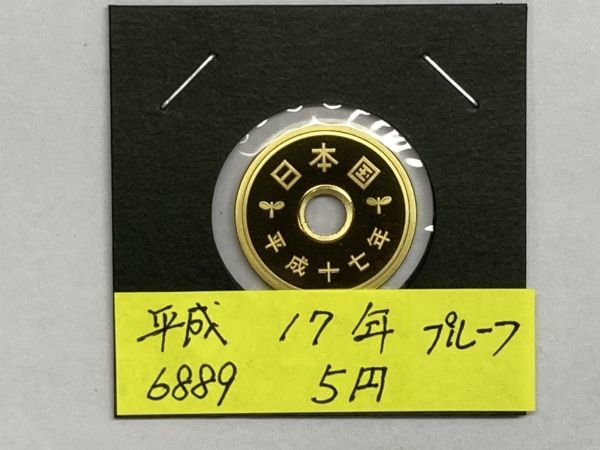 日本国
平成十七年
平成 17年 プルーフ
6889 5円